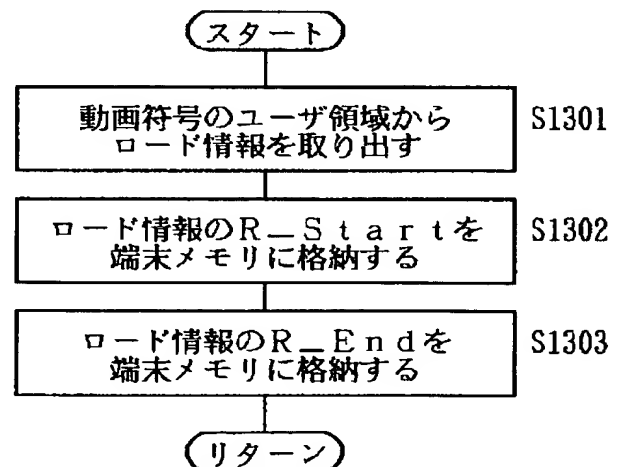 スタート
動画符号のユーザ領域から
ロード情報を取り出す
S1301
ロード情報のR_Startを
端末メモリに格納する
S1302
ロード情報のR_Endを
端末メモリに格納する
S1303
リターン